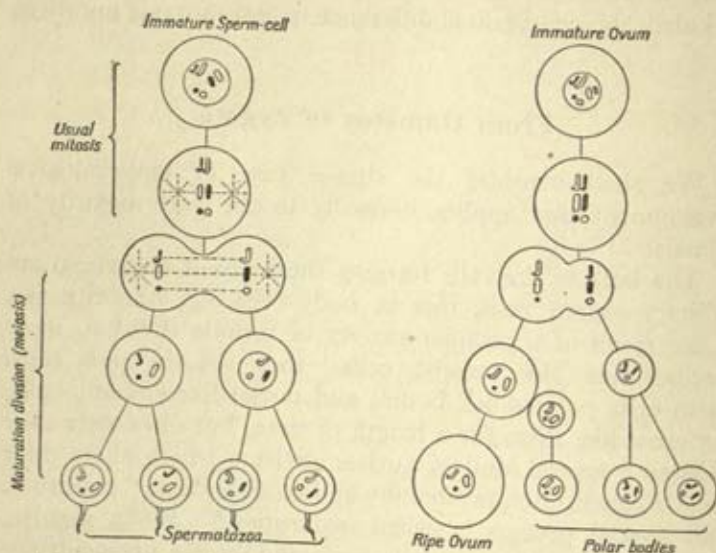 Immature Sperm-cell
Immature Ovum
Usual
mitosis
Maturation division (meiosis)
Spermatozoa
Ripe Ovum
Polar bodies